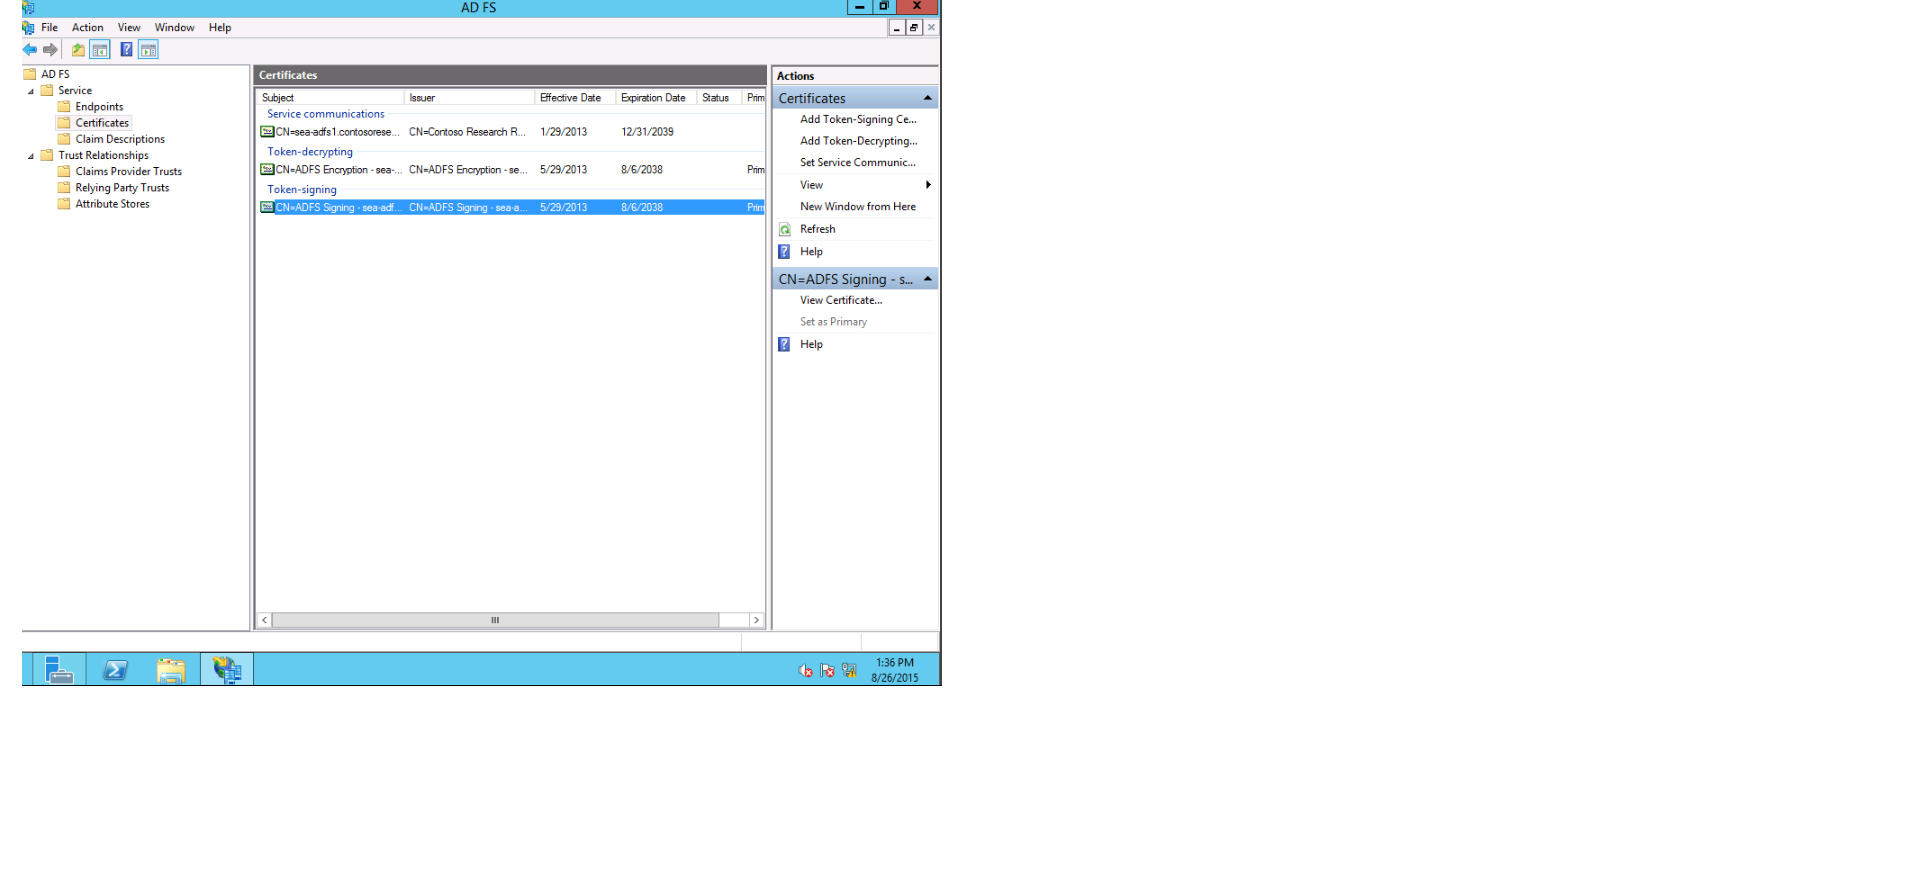 AD FS
File Action View Window Help
AD FS
Service
Endpoints
Certificates
Claim Descriptions
Trust Relationships
Claims Provider Trusts
Relying Party Trusts
Attribute Stores
Certificates
Subject Issuer Effective Date Expiration Date Status Prim
Service communications
CN=sea-adfs1.contosorese... CN=Contoso Research R... 1/29/2013 12/31/2039
Token-decrypting
CN=ADFS Encryption - sea-... CN=ADFS Encryption - se... 5/29/2013 8/6/2038 Prim
Token-signing
CN=ADFS Signing - sea-adf... CN=ADFS Signing - sea-a... 5/29/2013 8/6/2038 Prim
Actions
Certificates
Add Token-Signing Ce...
Add Token-Decrypting...
Set Service Communic...
View
New Window from Here
Refresh
Help
CN=ADFS Signing - s...
View Certificate...
Set as Primary
Help
1:36 PM
8/26/2015